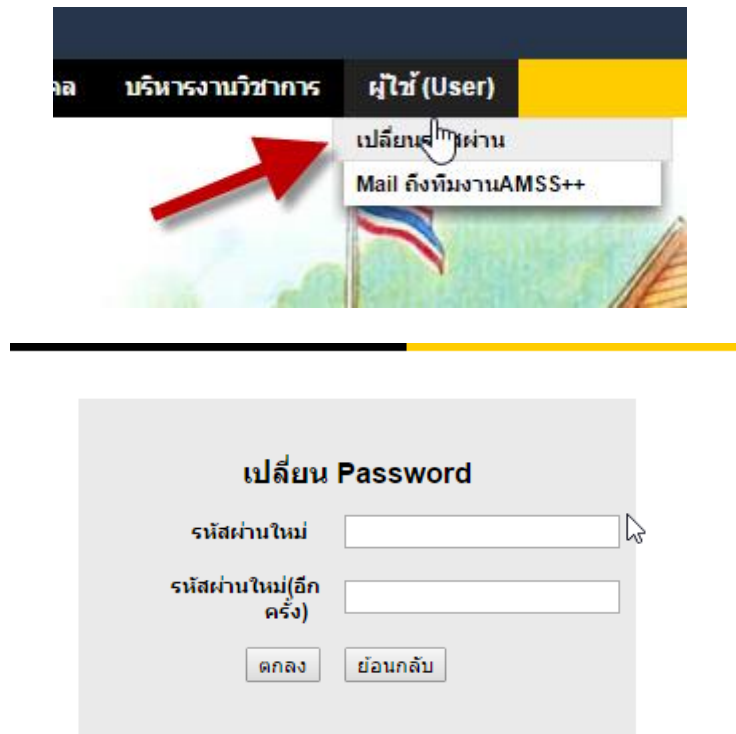 บริหารงานวิชาการ ผู้ใช้ (User)
Mail ถึงทีมงานAMSS++
เปลี่ยน Password
รหัสผ่านใหม่
รหัสผ่านใหม่(อีก
ครั้ง)
ตกลง ย้อนกลับ